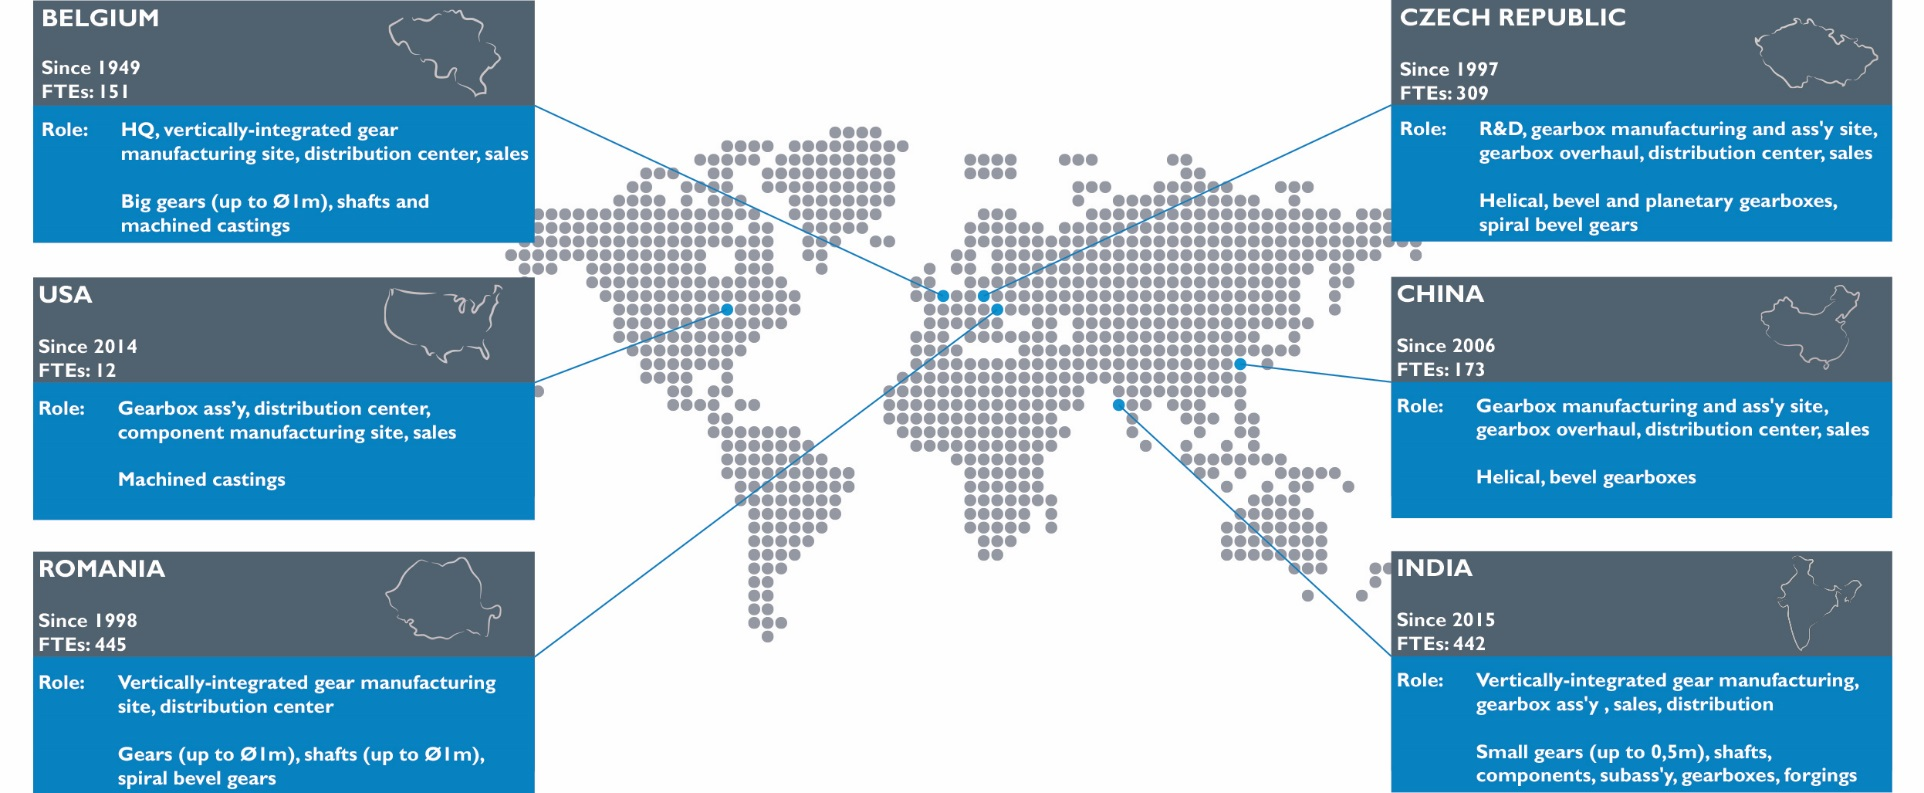 BELGIUM
Since 1949
FTEs: 151
Role: HQ, vertically-integrated gear
manufacturing site, distribution center, sales
Big gears (up to Ø1m), shafts and
machined castings
USA
Since 2014
FTEs: 12
Role: Gearbox ass’y, distribution center,
component manufacturing site, sales
Machined castings
ROMANIA
Since 1998
FTEs: 445
Role: Vertically-integrated gear manufacturing
site, distribution center
Gears (up to Ø1m), shafts (up to Ø1m),
spiral bevel gears
CZECH REPUBLIC
Since 1997
FTEs: 309
Role: R&D, gearbox manufacturing and ass'y site,
gearbox overhaul, distribution center, sales
Helical, bevel and planetary gearboxes,
spiral bevel gears
CHINA
Since 2006
FTEs: 173
Role: Gearbox manufacturing and ass'y site,
gearbox overhaul, distribution center, sales
Helical, bevel gearboxes
INDIA
Since 2015
FTEs: 442
Role: Vertically-integrated gear manufacturing,
gearbox ass'y , sales, distribution
Small gears (up to 0,5m), shafts,
components, subass'y, gearboxes, forgings